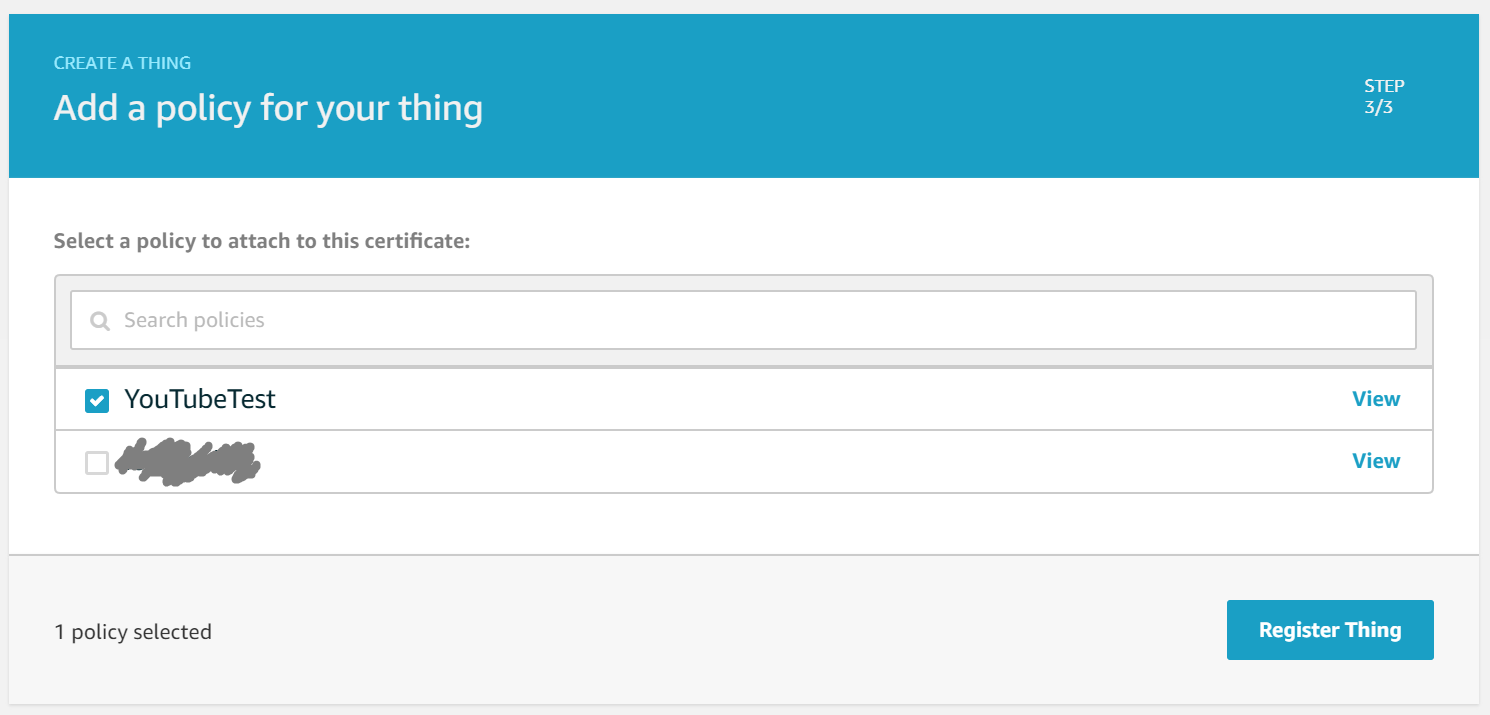 CREATE A THING
Add a policy for your thing
STEP
3/3
Select a policy to attach to this certificate:
Search policies
YouTubeTest
View
View
1 policy selected
Register Thing